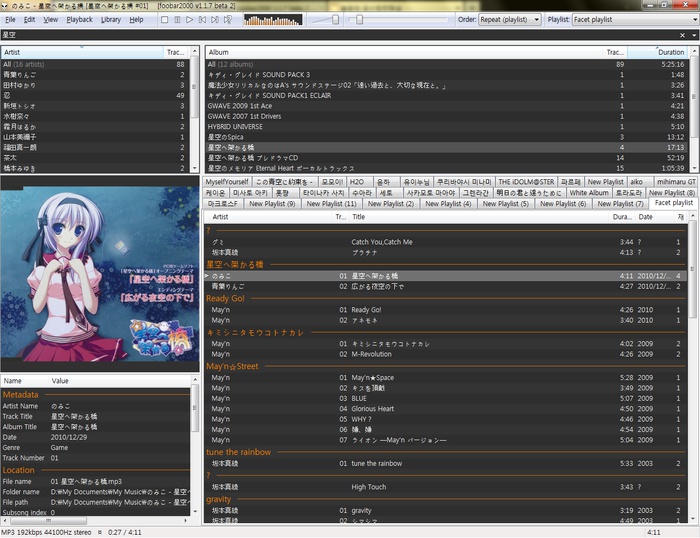 のみこ - 星空へ架かる橋 [星空へ架かる橋 #01] [foobar2000 v1.1.7 beta 2]
File Edit View Playback Library Help
Order: Repeat (playlist) Playlist: Facet playlist
星空
Artist Trac...
All (16 artists) 88
青葉りんご 2
田村ゆかり 3
忍 49
新垣トシオ 3
水樹奈々 1
霜月はるか 2
山本美禰子 1
福田真一朗 2
茶太 2
橋本みゆき 2
Album Trac... Duration
All (12 albums) 89 5:25:16
キディ・グレイド SOUND PACK 3 1 1:48
魔法少女リリカルなのはA's サウンドステージ02「遠い過去と、大切な現在と。」 1 3:26
キディ・グレイド SOUND PACK1 ECLAIR 1 3:41
GWAVE 2009 1st Ace 1 4:21
GWAVE 2007 1st Drivers 1 4:38
HYBRID UNIVERSE 1 5:10
星空のSpica 3 13:12
星空へ架かる橋 4 17:13
星空へ架かる橋 プレドラマCD 14 52:19
星空のメモリア Eternal Heart ボーカルトラックス 15 1:05:39
MyselfYourself この青空に約束を - 모모이! H2O 음하 유이누님 쿠리바야시 미나미 THE iDOLM@STER 파르페 New Playlist aiko mihimaru GT
케이온 미사토 아키 훗짱 타이나카 사치 수아라 세토 사카모토 마아야 그렌라간 明日の君と逢うために White Album 토라도라 New Playlist (8)
마크로스F New Playlist (9) New Playlist (11) New Playlist (2) New Playlist (4) New Playlist (5) New Playlist (6) New Playlist (7) Facet playlist
Artist Tr... Title Dura... Date 재
?
グミ Catch You,Catch Me 3:44 ? 1
坂本真綾 プラチナ 4:13 ? 2
星空へ架かる橋
のみこ 01 星空へ架かる橋 4:11 2010/12/... 4
青葉りんご 02 広がる夜空の下で 4:27 2010/12/... 2
Ready Go!
May'n 01 Ready Go! 4:26 2010 1
May'n 02 アネモネ 3:40 2010 1
キミシニタモウコトナカレ
May'n 01 キミシニタモウコトナカレ 4:02 2009 2
May'n 02 M-Revolution 4:26 2009 2
May'n☆Street
May'n 01 May'n★Space 5:28 2009 1
May'n 02 キスを頂戴 3:49 2009 1
May'n 03 BLUE 5:07 2009 1
May'n 04 Glorious Heart 4:50 2009 1
May'n 05 WHY？ 4:46 2009 1
May'n 06 嫌、嫌 4:54 2009 1
May'n 07 ライオン —May'n バージョン— 5:04 2009 1
tune the rainbow
坂本真綾 01 tune the rainbow 5:33 2003 2
?
坂本真綾 High Touch 3:43 ? 2
gravity
坂本真綾 01 gravity 3:19 2003 2
坂本真綾 02 シマシマ 4:49 2003 1
「星空へ架かる橋」オープニングテーマ
「星空へ架かる橋」
エンディングテーマ
「広がる夜空の下で」
星空へ架かる橋
Name Value
Metadata
Artist Name のみこ
Track Title 星空へ架かる橋
Album Title 星空へ架かる橋
Date 2010/12/29
Genre Game
Track Number 01
Location
File name 01 星空へ架かる橋.mp3
Folder name D:₩My Documents₩My Music₩のみこ - 星空へ
File path D:₩My Documents₩My Music₩のみこ - 星空へ
Subsong index 0
MP3 192kbps 44100Hz stereo 0:27 / 4:11 4:11